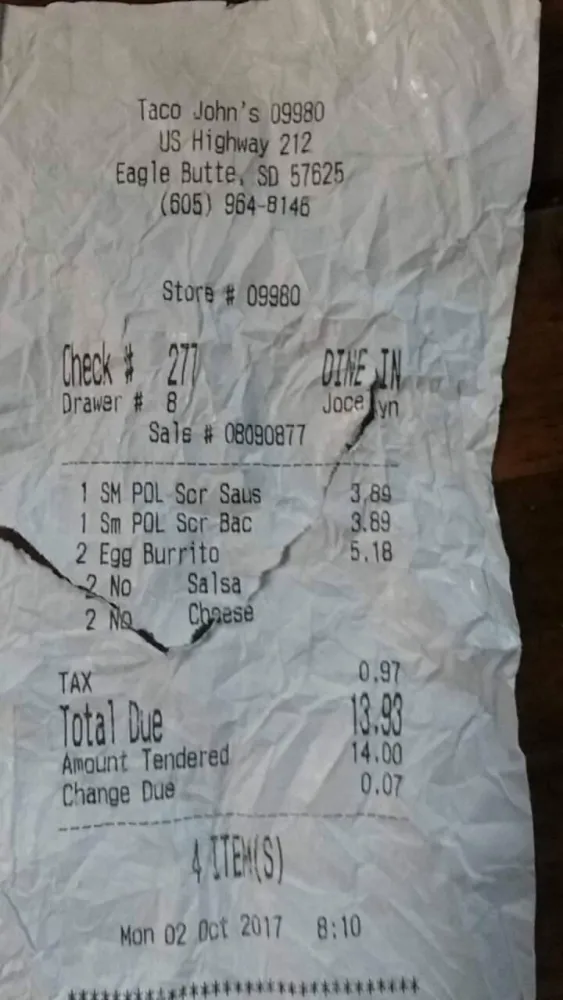 Taco John's 09980
US Highway 212
Eagle Butte, SD 57625
(605) 964-8146
Store # 09980
Check # 277 DINE IN
Drawer # 8 Jocelyn
Sale # 08090877
1 SM POL Scr Saus 3.89
1 Sm POL Scr Bac 3.89
2 Egg Burrito 5.18
2 No Salsa
2 No Cheese
TAX 0.97
Total Due 13.93
Amount Tendered 14.00
Change Due 0.07
4 ITEM(S)
Mon 02 Oct 2017 8:10